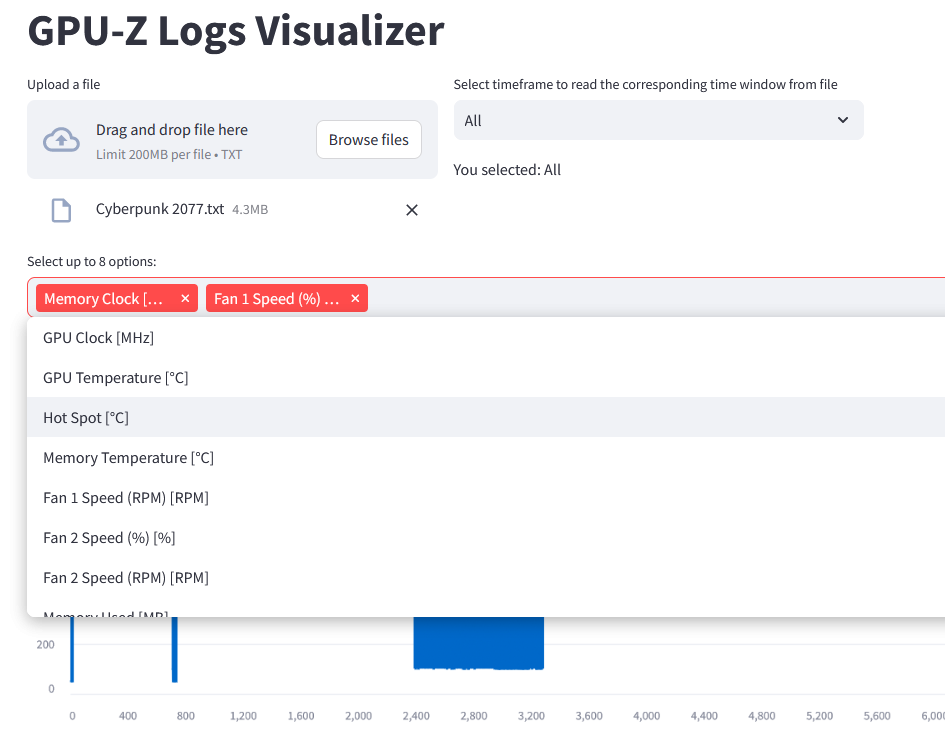 GPU-Z Logs Visualizer
Upload a file
Select timeframe to read the corresponding time window from file
Drag and drop file here
Limit 200MB per file • TXT
Browse files
All
You selected: All
Cyberpunk 2077.txt 4.3MB
Select up to 8 options:
Memory Clock [...
Fan 1 Speed (%) ...
GPU Clock [MHz]
GPU Temperature [°C]
Hot Spot [°C]
Memory Temperature [°C]
Fan 1 Speed (RPM) [RPM]
Fan 2 Speed (%) [%]
Fan 2 Speed (RPM) [RPM]
Memory Used [MB]
200
0
0 400 800 1,200 1,600 2,000 2,400 2,800 3,200 3,600 4,000 4,400 4,800 5,200 5,600 6,000